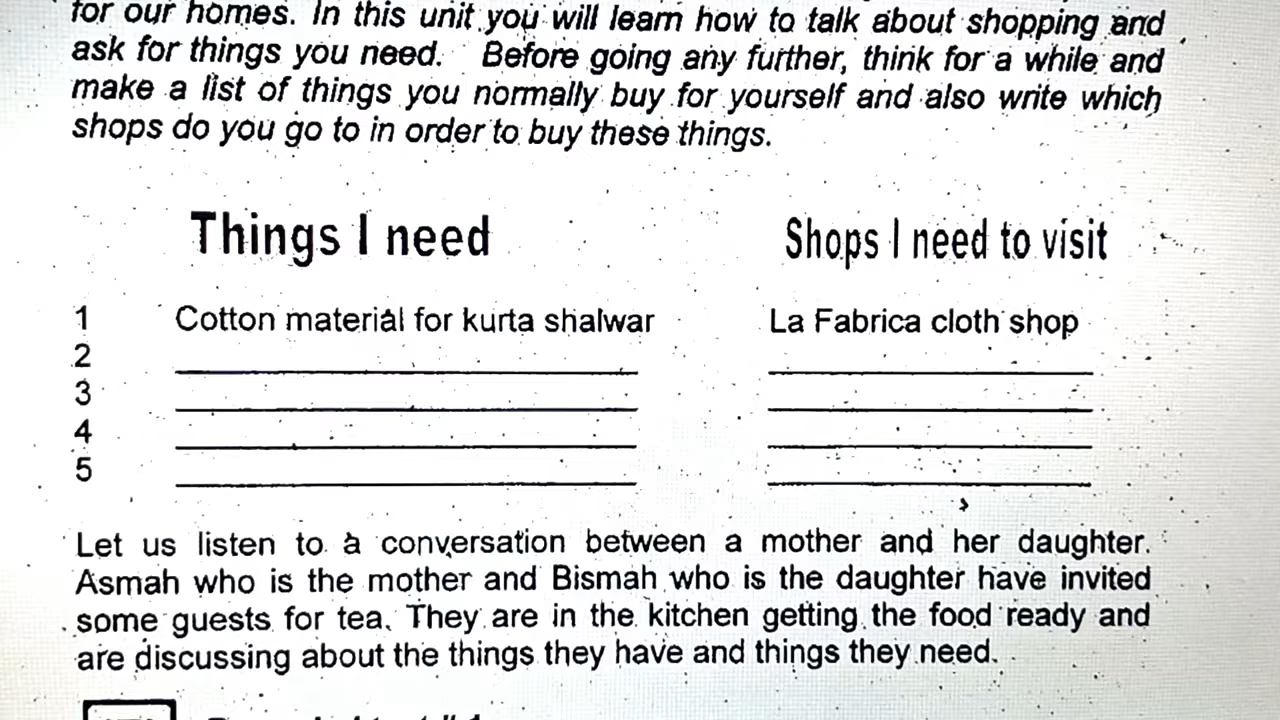 for our homes. In this unit you will learn how to talk about shopping and
ask for things you need. Before going any further, think for a while and
make a list of things you normally buy for yourself and also write which
shops do you go to in order to buy these things.
Things I need Shops I need to visit
1 Cotton material for kurta shalwar La Fabrica cloth shop
2
3
4
5
Let us listen to a conversation between a mother and her daughter.
Asmah who is the mother and Bismah who is the daughter have invited
some guests for tea. They are in the kitchen getting the food ready and
are discussing about the things they have and things they need.